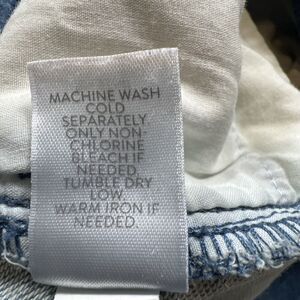 MACHINE WASH
COLD
SEPARATELY
ONLY NON-
CHLORINE
BLEACH IF
NEEDED
TUMBLE DRY
LOW
WARM IRON IF
NEEDED